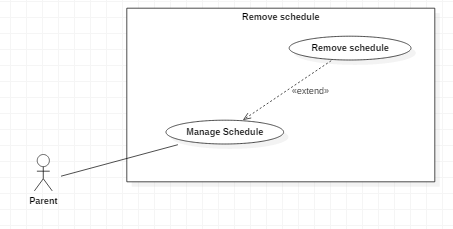 Remove schedule
Remove schedule
«extend»
Manage Schedule
Parent